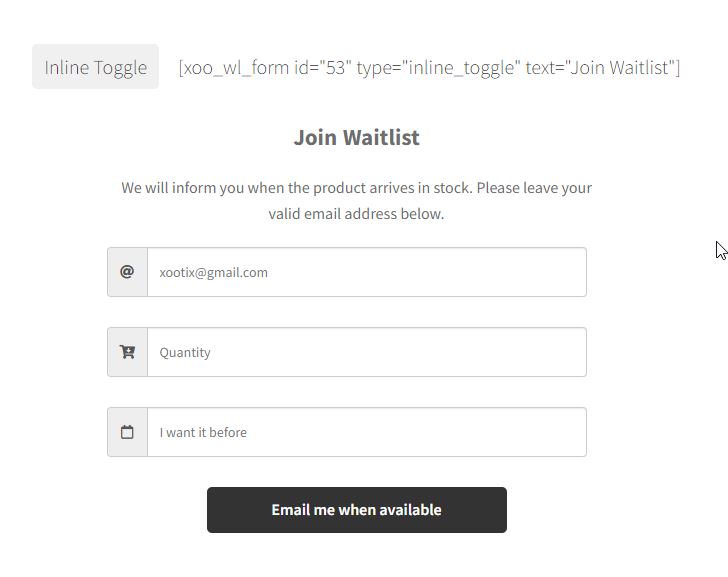 Inline Toggle [xoo_wl_form id="53" type="inline_toggle" text="Join Waitlist"]
Join Waitlist
We will inform you when the product arrives in stock. Please leave your
valid email address below.
@ xootix@gmail.com
Quantity
I want it before
Email me when available